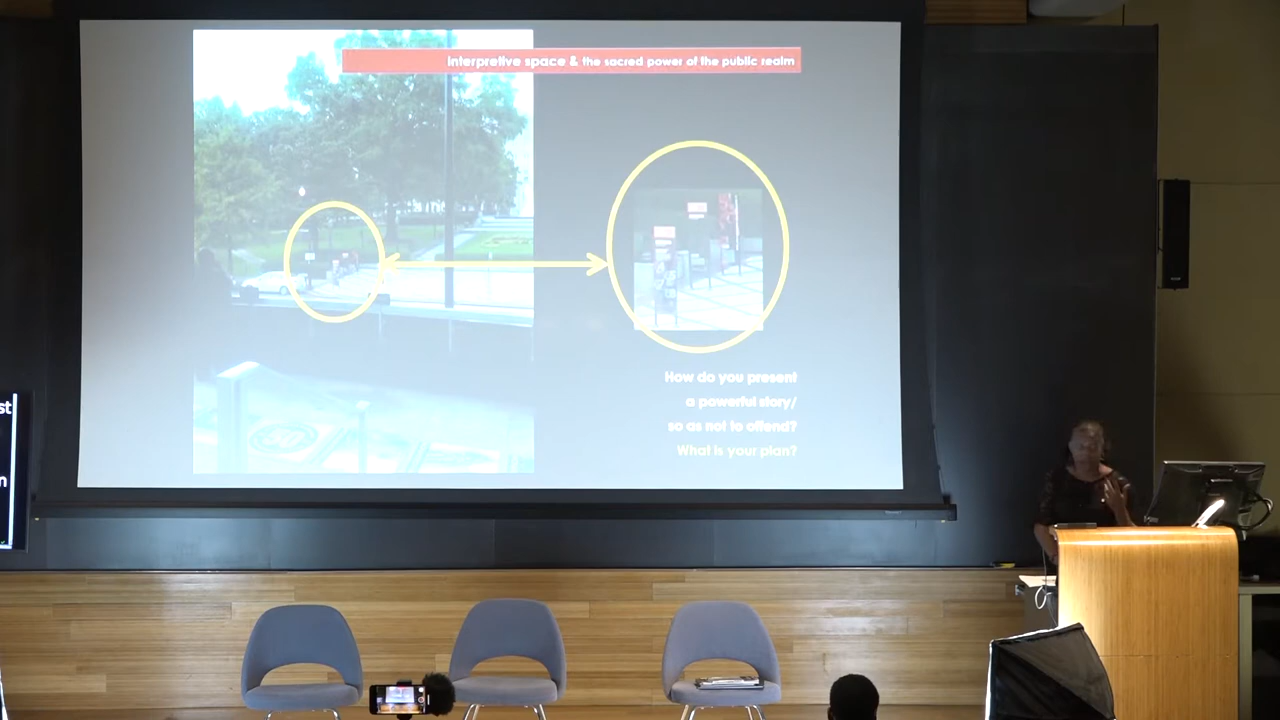 interpretive space & the sacred power of the public realm
How do you present
a powerful story/
so as not to offend?
What is your plan?
st
n